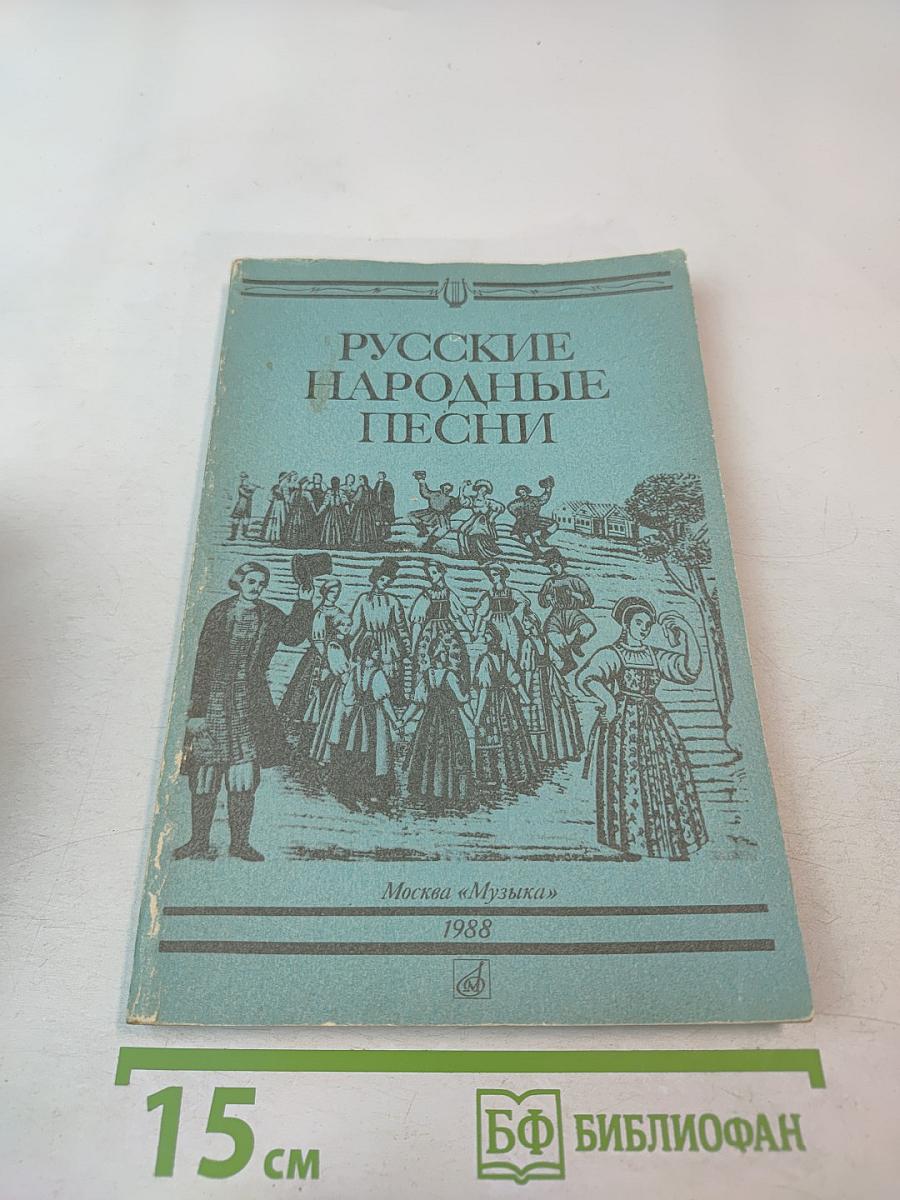 РУССКИЕ
НАРОДНЫЕ
ПЕСНИ
Москва «Музыка»
1988
М
15 см
БФ БИБЛИОФАН